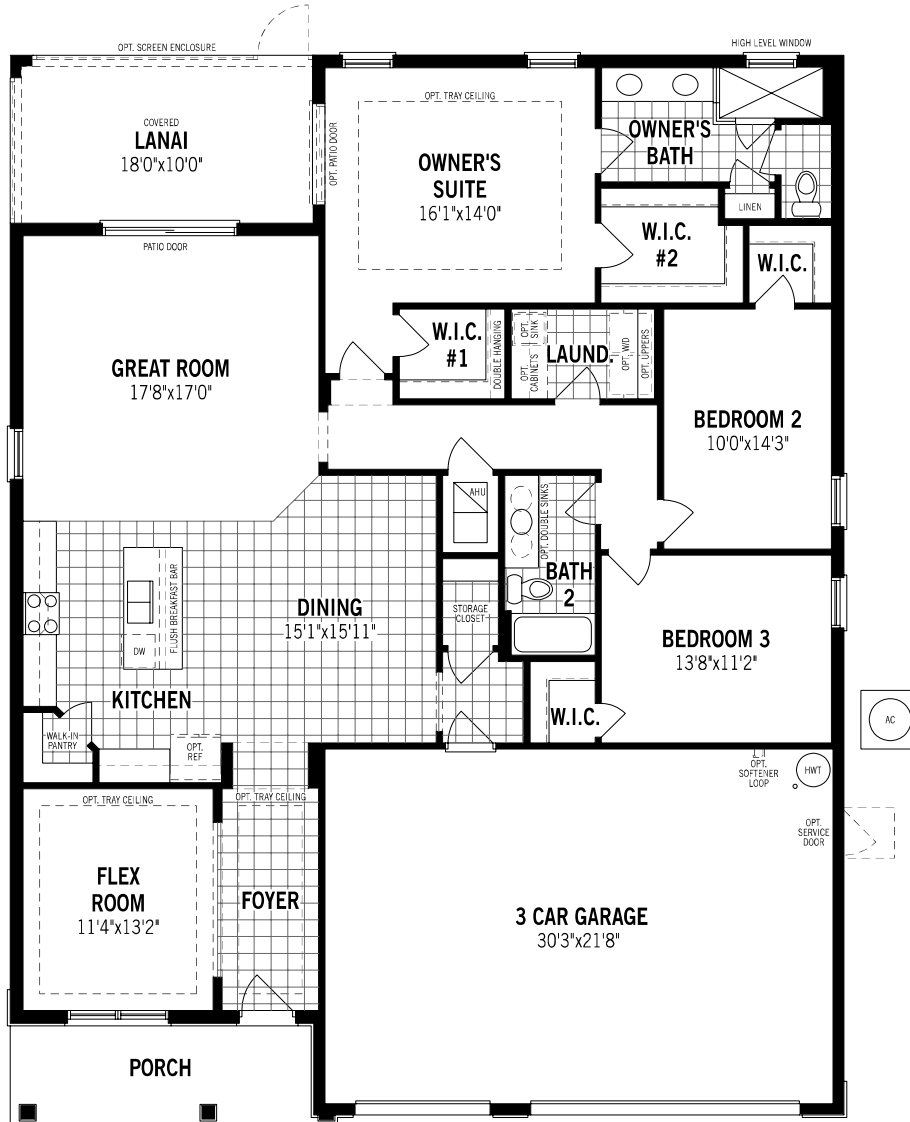 OPT. SCREEN ENCLOSURE
HIGH LEVEL WINDOW
COVERED
LANAI
18'0"x10'0"
OPT. PATIO DOOR
OPT. TRAY CEILING
OWNER'S
SUITE
16'1"x14'0"
OWNER'S
BATH
LINEN
W.I.C.
#2
W.I.C.
PATIO DOOR
GREAT ROOM
17'8"x17'0"
W.I.C.
#1
DOUBLE HANGING
OPT.
SINK
OPT.
CABINETS
LAUND.
OPT. W/D
OPT. UPPERS
BEDROOM 2
10'0"x14'3"
AHU
OPT. DOUBLE SINKS
BATH
2
FLUSH BREAKFAST BAR
DW
DINING
15'1"x15'11"
STORAGE
CLOSET
BEDROOM 3
13'8"x11'2"
KITCHEN
W.I.C.
AC
WALK-IN
PANTRY
OPT.
REF
OPT.
SOFTENER
LOOP
HWT
OPT. TRAY CEILING
OPT. TRAY CEILING
OPT.
SERVICE
DOOR
FLEX
ROOM
11'4"x13'2"
FOYER
3 CAR GARAGE
30'3"x21'8"
PORCH